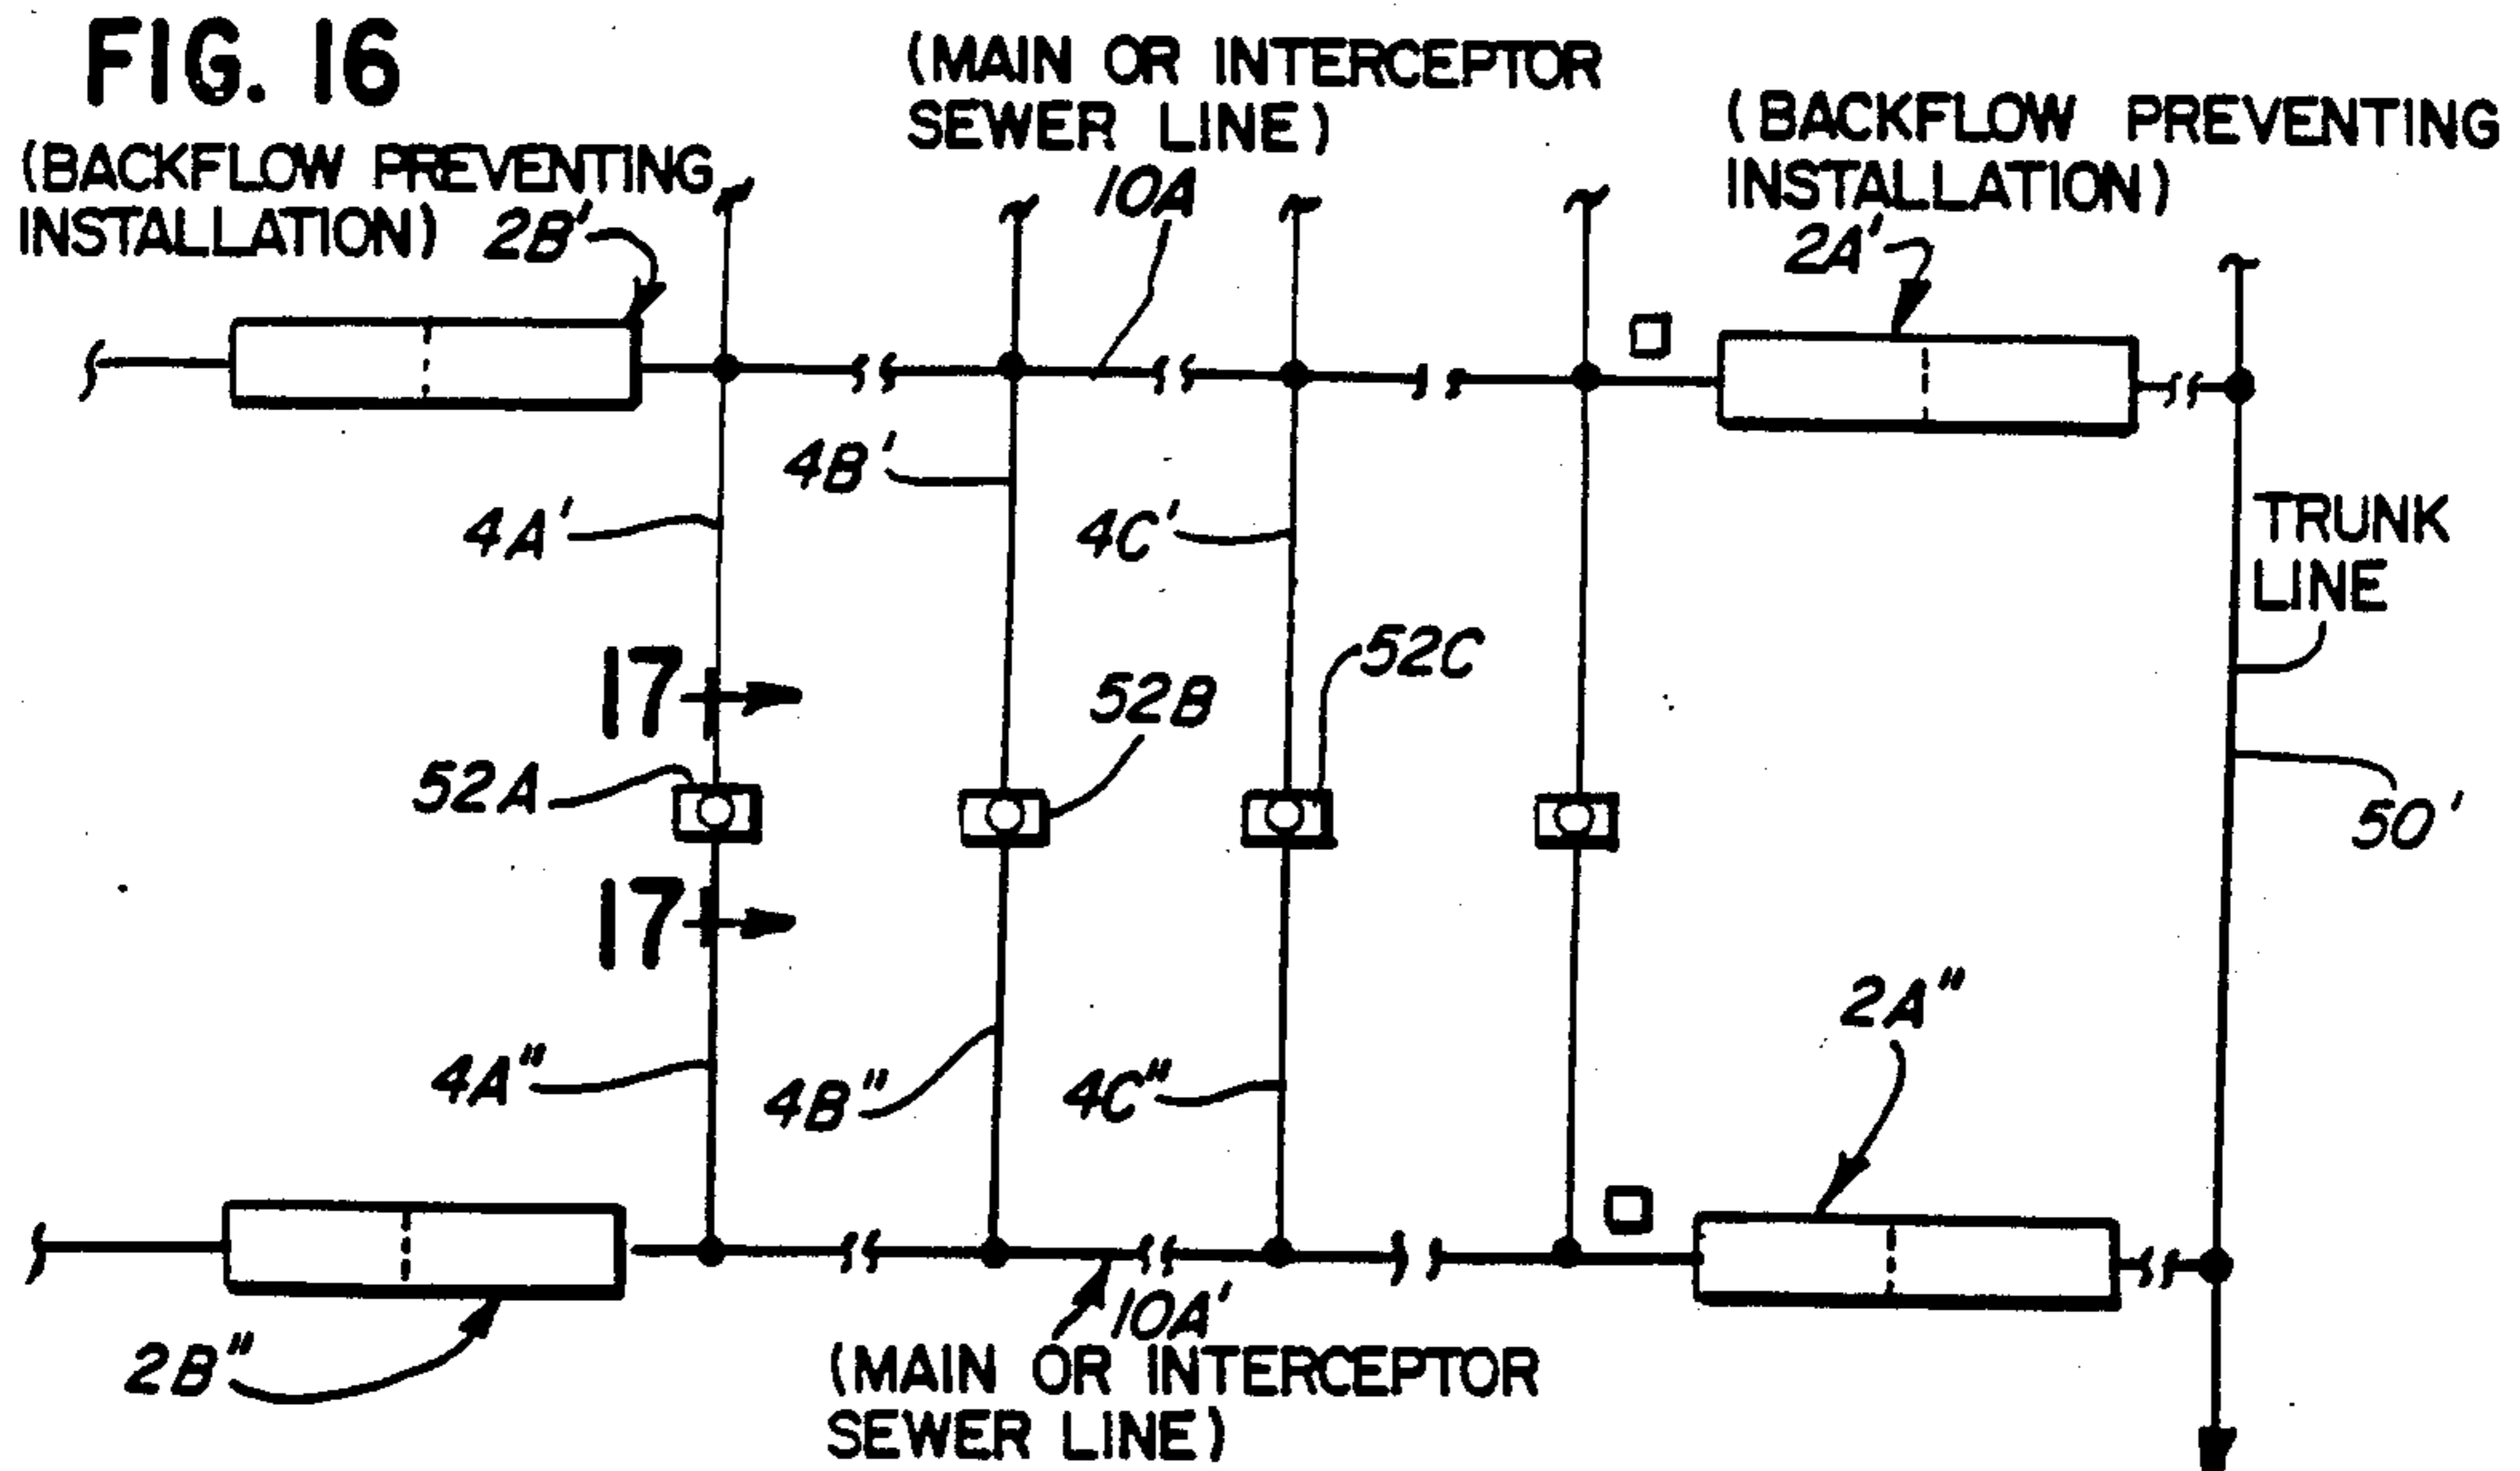 FIG. 16
(MAIN OR INTERCEPTOR
SEWER LINE)
(BACKFLOW PREVENTING
INSTALLATION)
(BACKFLOW PREVENTING
INSTALLATION)
10A
2B'
2A'
4B'
4A'
4C'
TRUNK
LINE
17
52C
52B
52A
50'
17
2A"
4A"
4B"
4C"
10A'
2B"
(MAIN OR INTERCEPTOR
SEWER LINE)